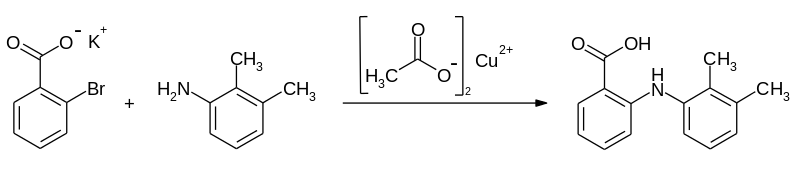 O O- K+
Br
+
H2N CH3 CH3
[ O H3C O- ]2 Cu2+
O OH H N CH3 CH3